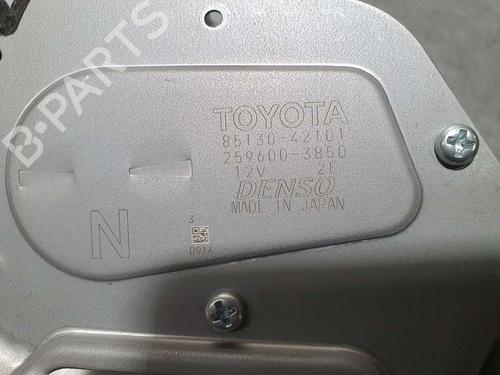 TOYOTA
85130-42101
259600-3850
12V 2E
DENSO
MADE IN JAPAN
N
3
0917
B-PARTS